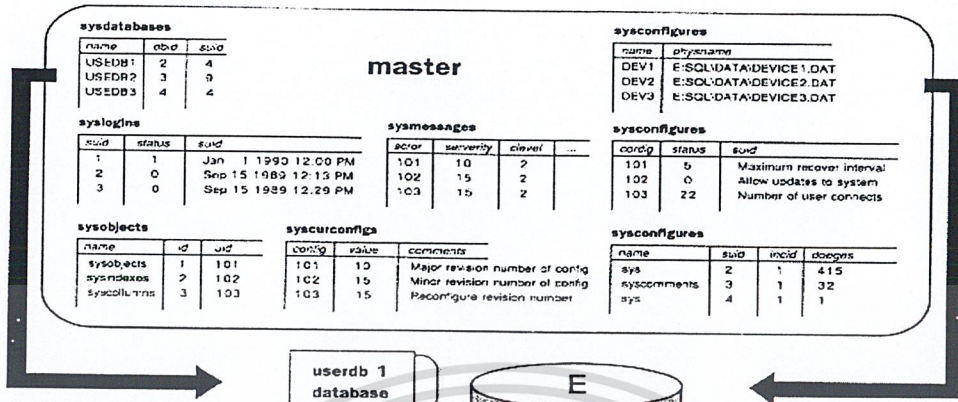 sysdatabases
name dbid suid
USEDB1 2 4
USEDB2 3 9
USEDB3 4 4
master
sysconfigures
name physname
DEV1 E:SQL\DATA\DEVICE1.DAT
DEV2 E:SQL\DATA\DEVICE2.DAT
DEV3 E:SQL\DATA\DEVICE3.DAT
syslogins
suid status suid
1 1 Jan 1 1990 12.00 PM
2 0 Sep 15 1989 12.13 PM
3 0 Sep 15 1989 12.29 PM
sysmessages
error serverity clevel ...
101 10 2
102 15 2
103 15 2
sysconfigures
config status suid
101 5 Maximum recover interval
102 0 Allow updates to system
103 22 Number of user connects
sysobjects
name id uid
sysobjects 1 101
sysindexes 2 102
syscollumns 3 103
syscurconfigs
config value comments
101 10 Major revision number of config
102 15 Minor revision number of config
103 15 Reconfigure revision number
sysconfigures
name suid incid
sys 2 1 415
syscomments 3 1 32
sys 4 1 1
userdb 1
database
E